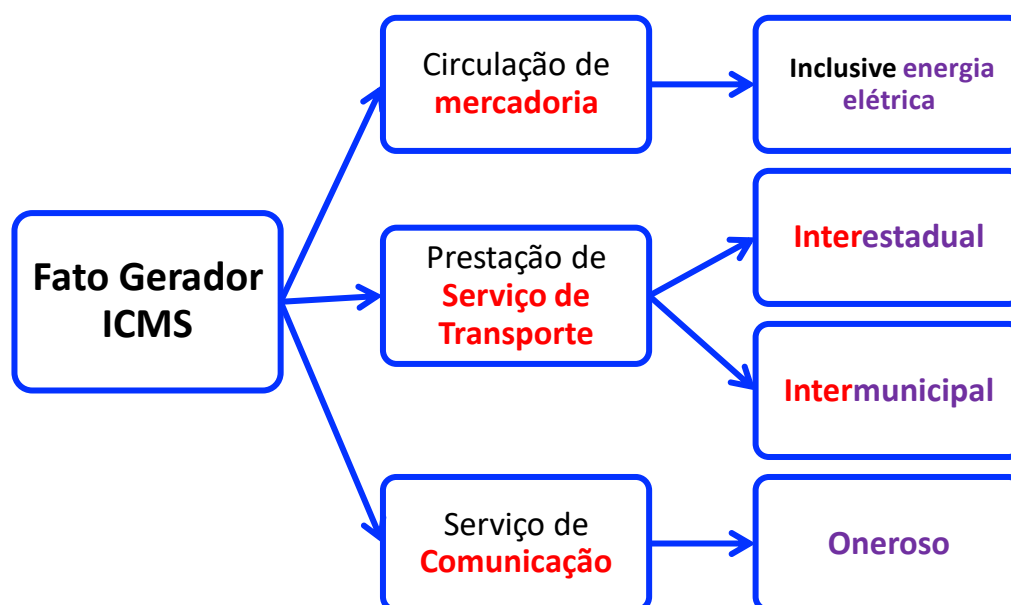 Fato Gerador
ICMS
Circulação de
mercadoria
Inclusive energia
elétrica
Prestação de
Serviço de
Transporte
Interestadual
Intermunicipal
Serviço de
Comunicação
Oneroso